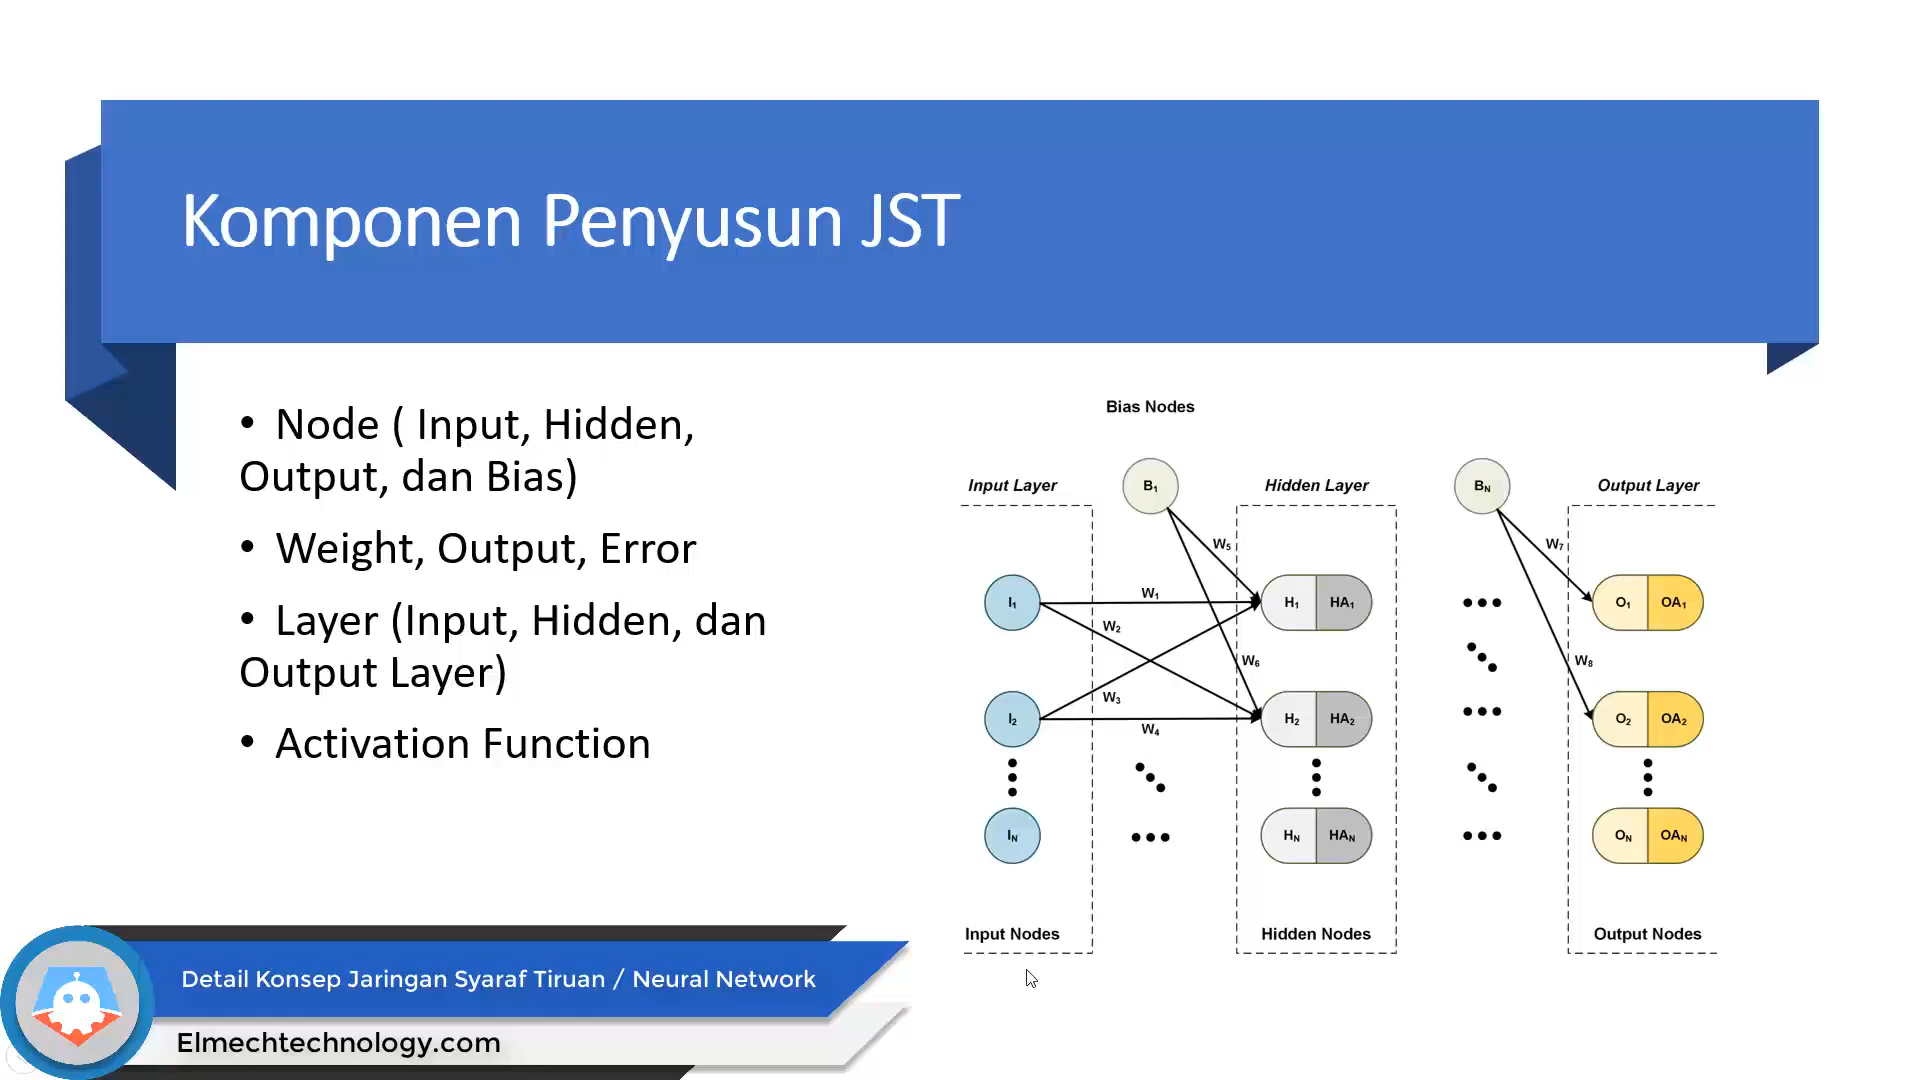 Komponen Penyusun JST
• Node ( Input, Hidden,
Output, dan Bias)
• Weight, Output, Error
• Layer (Input, Hidden, dan
Output Layer)
• Activation Function
Bias Nodes
Input Layer
B1
Hidden Layer
BN
Output Layer
W5
W7
I1
W1
H1
HA1
O1
OA1
W2
W6
W8
W3
I2
W4
H2
HA2
O2
OA2
IN
HN
HAN
ON
OAN
Input Nodes
Hidden Nodes
Output Nodes
Detail Konsep Jaringan Syaraf Tiruan / Neural Network
Elmechtechnology.com